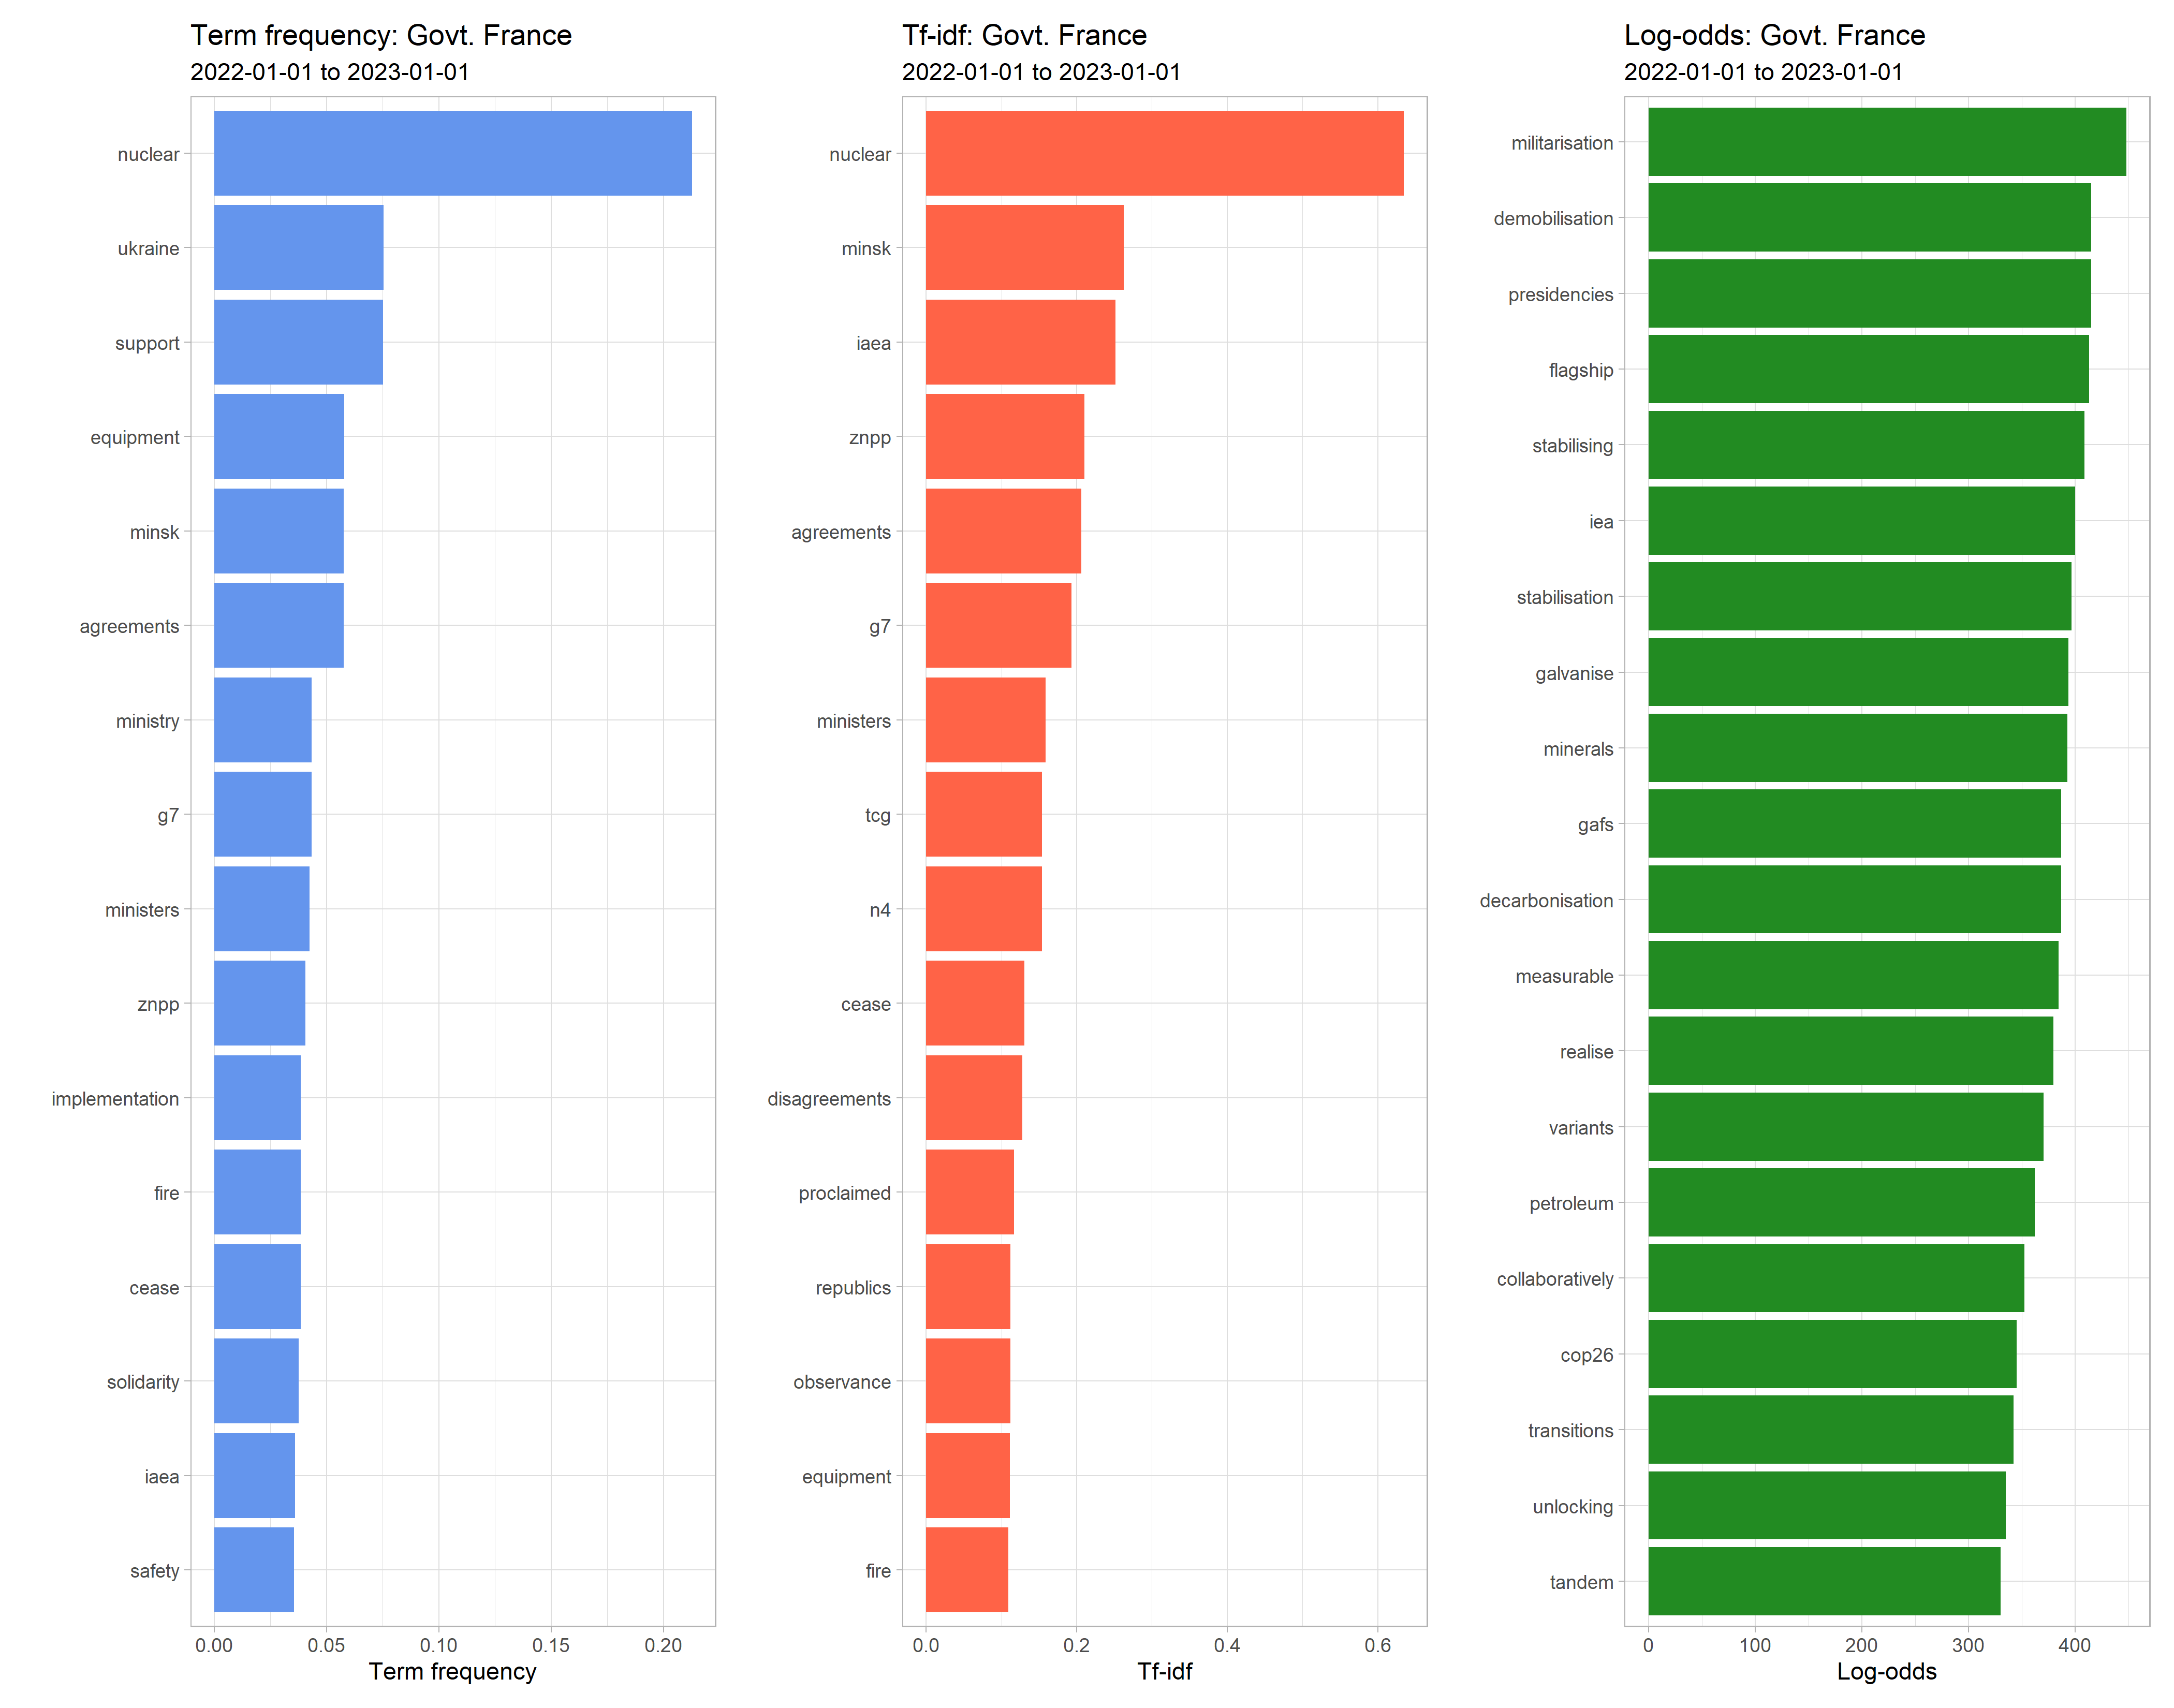 Term frequency: Govt. France
2022-01-01 to 2023-01-01
nuclear
ukraine
support
equipment
minsk
agreements
ministry
g7
ministers
znpp
implementation
fire
cease
solidarity
iaea
safety
0.00 0.05 0.10 0.15 0.20
Term frequency
Tf-idf: Govt. France
2022-01-01 to 2023-01-01
nuclear
minsk
iaea
znpp
agreements
g7
ministers
tcg
n4
cease
disagreements
proclaimed
republics
observance
equipment
fire
0.0 0.2 0.4 0.6
Tf-idf
Log-odds: Govt. France
2022-01-01 to 2023-01-01
militarisation
demobilisation
presidencies
flagship
stabilising
iea
stabilisation
galvanise
minerals
gafs
decarbonisation
measurable
realise
variants
petroleum
collaboratively
cop26
transitions
unlocking
tandem
0 100 200 300 400
Log-odds